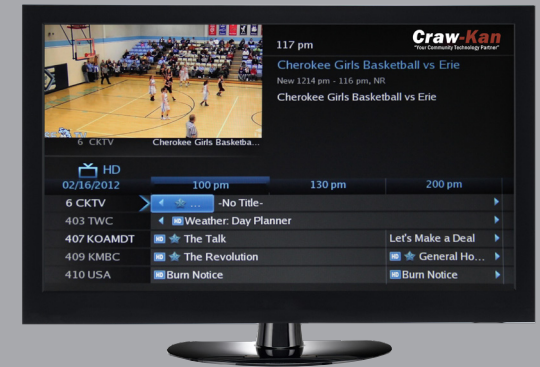 117 pm
Craw-Kan
"Your Community Technology Partner"
Cherokee Girls Basketball vs Erie
New 1214 pm - 116 pm, NR
Cherokee Girls Basketball vs Erie
6 CKTV
Cherokee Girls Basketba...
HD
02/16/2012
100 pm
130 pm
200 pm
6 CKTV
...
-No Title-
403 TWC
HD Weather: Day Planner
407 KOAMDT
HD The Talk
Let's Make a Deal
409 KMBC
HD The Revolution
HD General Ho...
410 USA
HD Burn Notice
HD Burn Notice